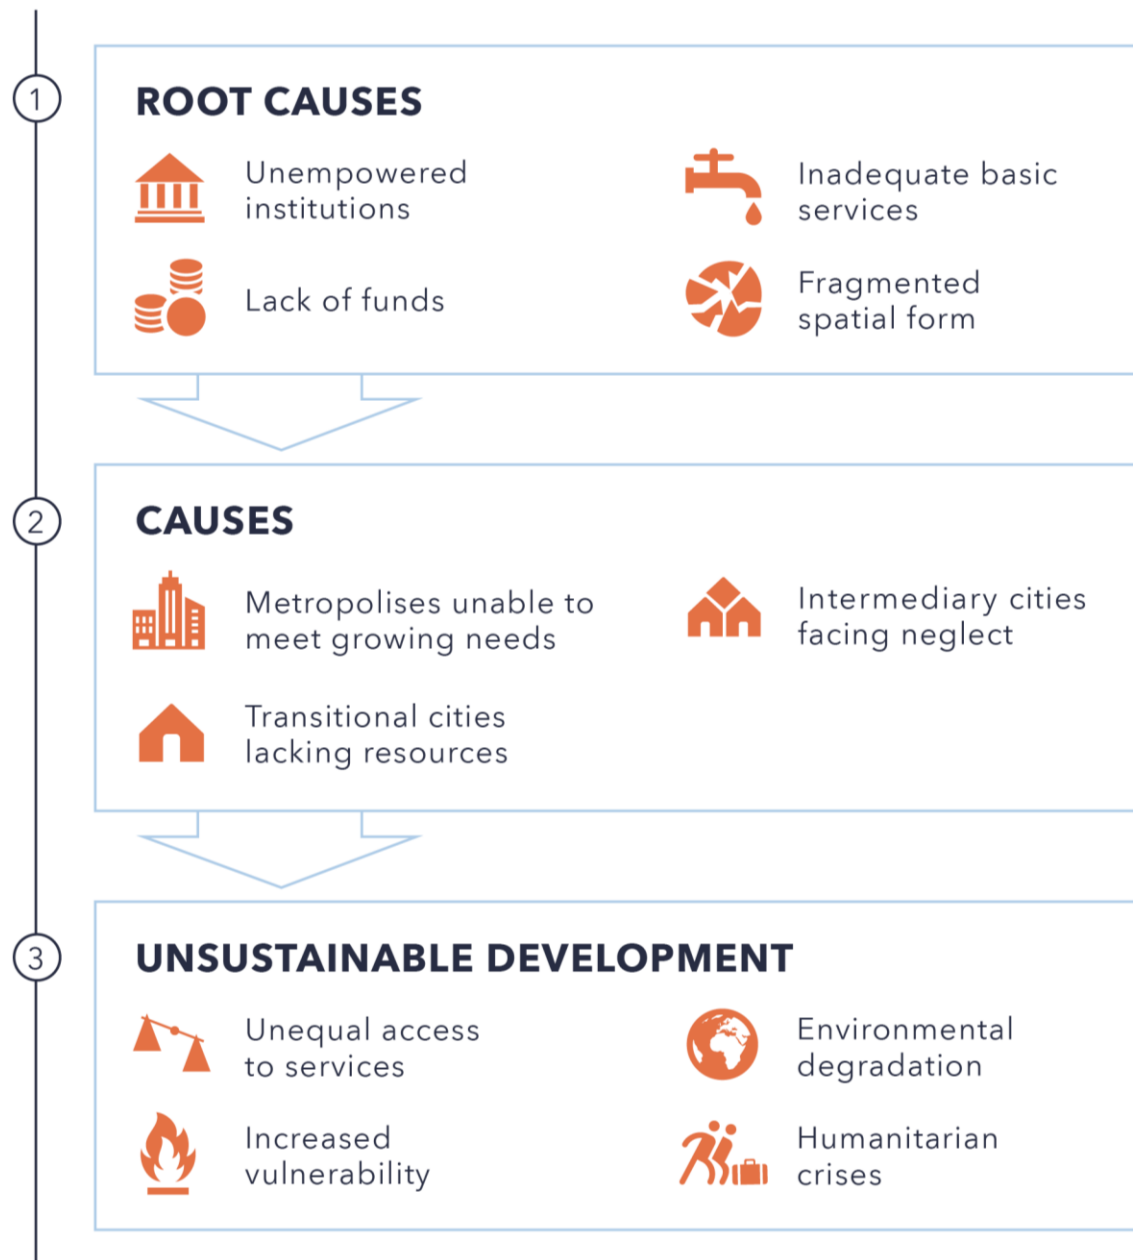 1
ROOT CAUSES
Unempowered
institutions
Inadequate basic
services
Lack of funds
Fragmented
spatial form
2
CAUSES
Metropolises unable to
meet growing needs
Intermediary cities
facing neglect
Transitional cities
lacking resources
3
UNSUSTAINABLE DEVELOPMENT
Unequal access
to services
Environmental
degradation
Increased
vulnerability
Humanitarian
crises